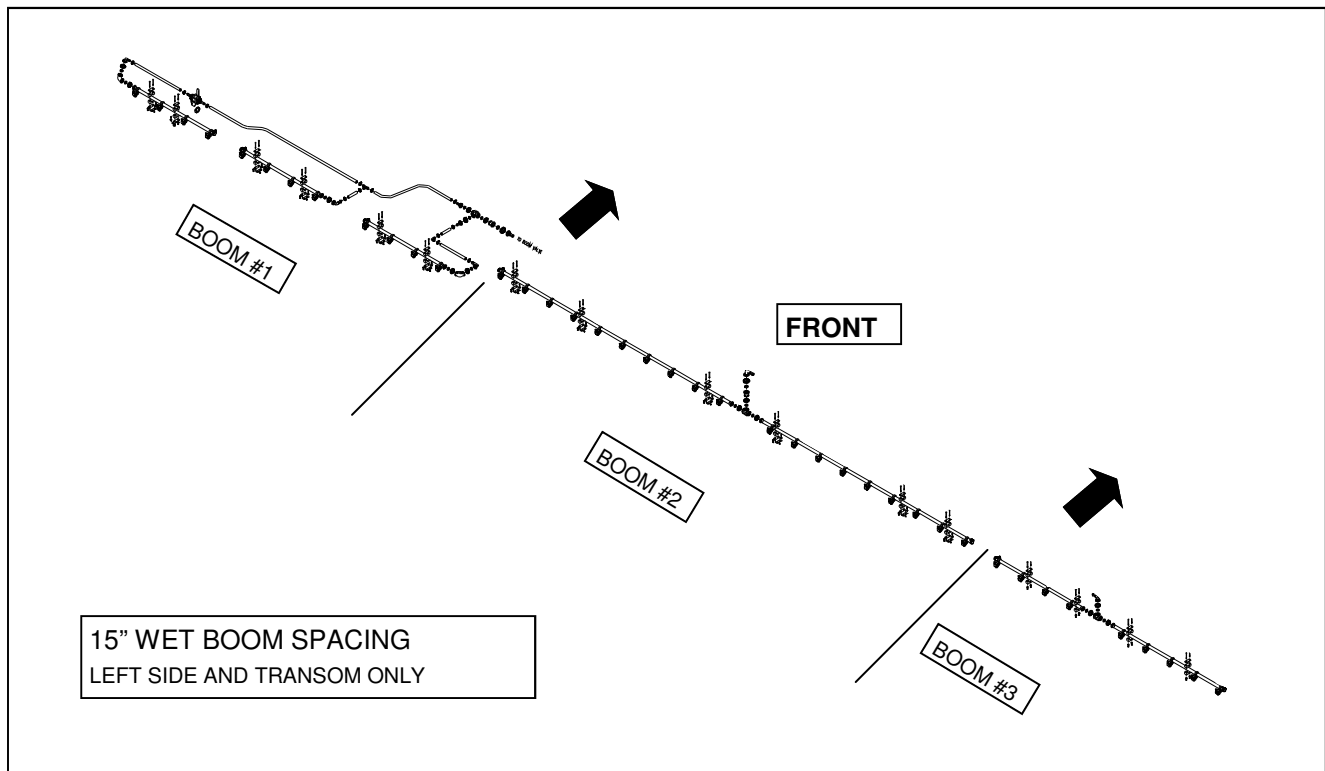 BOOM #1
FRONT
BOOM #2
15” WET BOOM SPACING
LEFT SIDE AND TRANSOM ONLY
BOOM #3